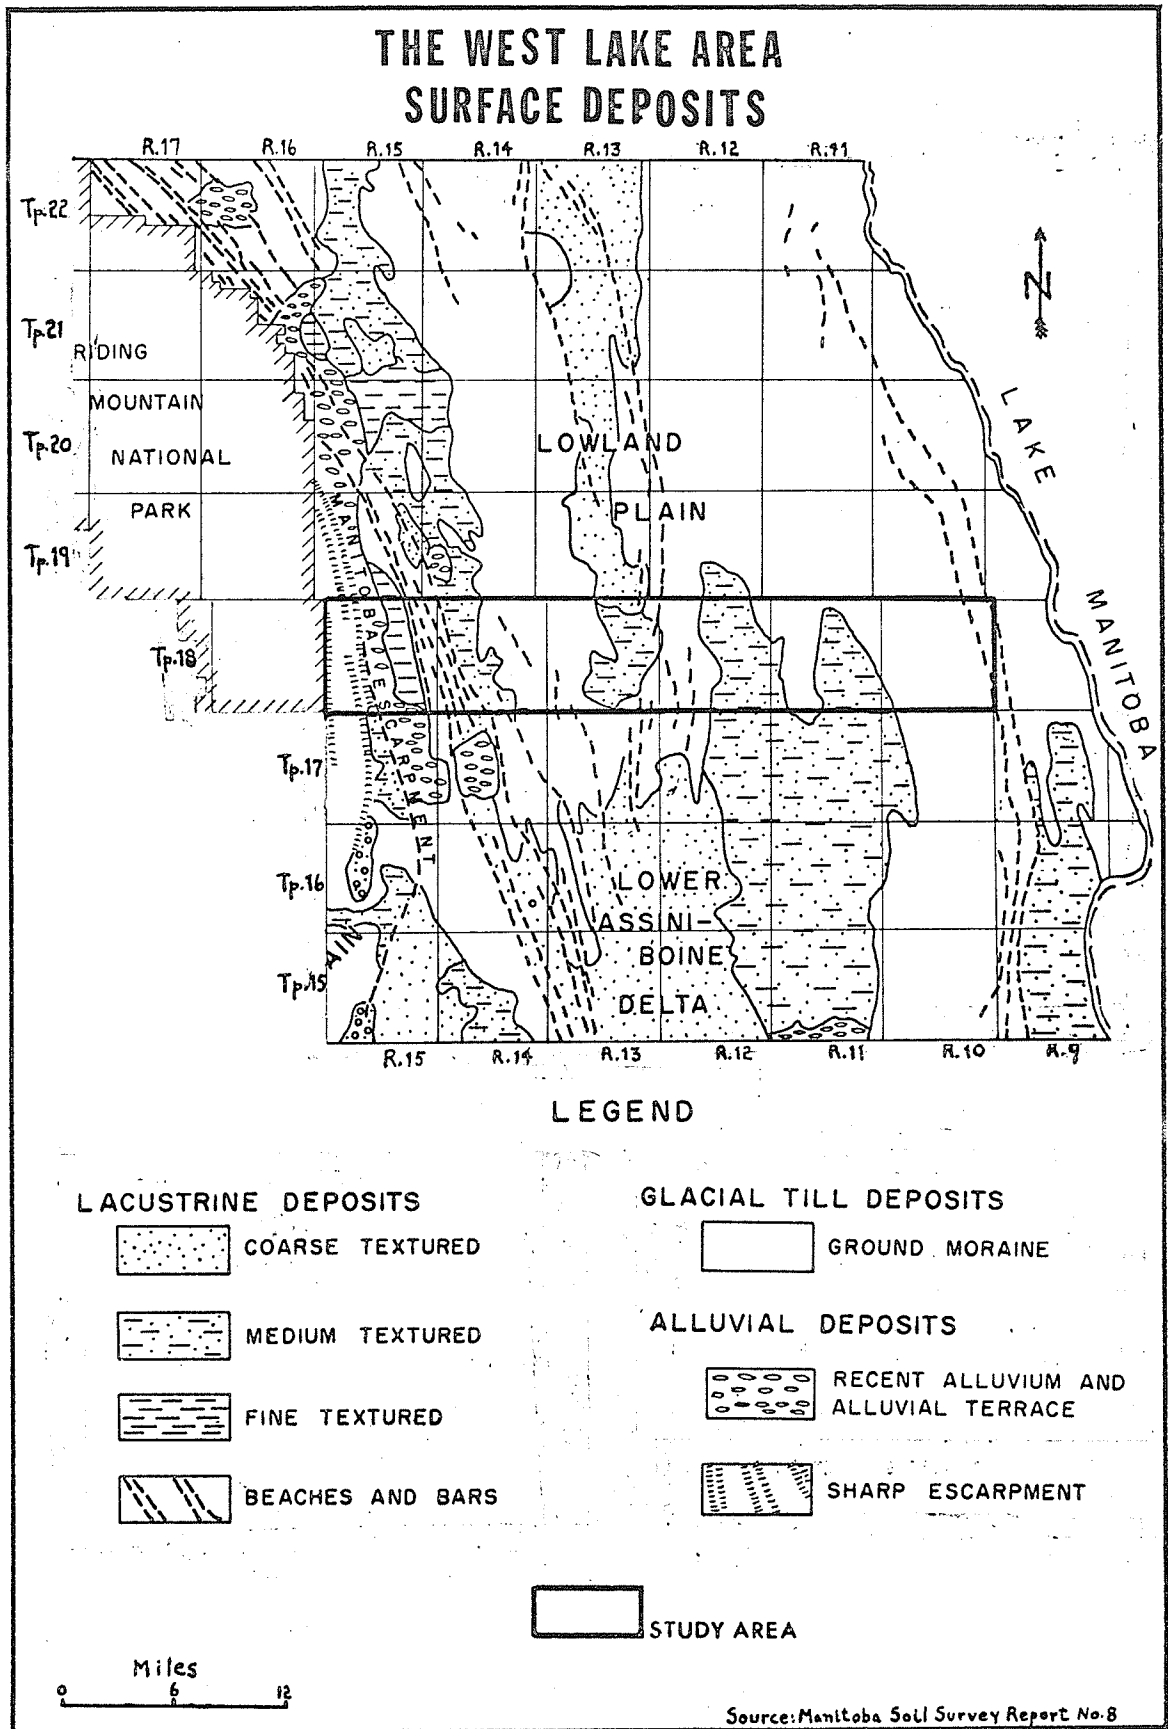 THE WEST LAKE AREA
SURFACE DEPOSITS
R.17 R.16 R.15 R.14 R.13 R.12 R.11
Tp.22
Tp.21
RIDING
MOUNTAIN
Tp.20
NATIONAL
PARK
Tp.19
Tp.18
Tp.17
Tp.16
Tp.15
MANITOBA ESCARPMENT
LOWLAND
PLAIN
LAKE
MANITOBA
N
LOWER
ASSINI-
BOINE
DELTA
AIN
R.15 R.14 R.13 R.12 R.11 R.10 R.9
LEGEND
LACUSTRINE DEPOSITS
COARSE TEXTURED
MEDIUM TEXTURED
FINE TEXTURED
BEACHES AND BARS
GLACIAL TILL DEPOSITS
GROUND MORAINE
ALLUVIAL DEPOSITS
RECENT ALLUVIUM AND
ALLUVIAL TERRACE
SHARP ESCARPMENT
STUDY AREA
Miles
0 6 12
Source: Manitoba Soil Survey Report No. 8